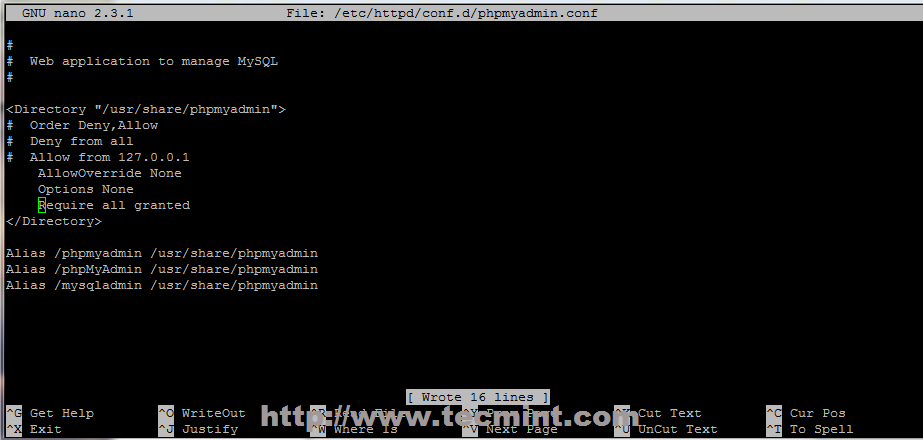 GNU nano 2.3.1 File: /etc/httpd/conf.d/phpmyadmin.conf
#
# Web application to manage MySQL
#
<Directory "/usr/share/phpmyadmin">
# Order Deny,Allow
# Deny from all
# Allow from 127.0.0.1
AllowOverride None
Options None
Require all granted
</Directory>
Alias /phpmyadmin /usr/share/phpmyadmin
Alias /phpMyAdmin /usr/share/phpmyadmin
Alias /mysqladmin /usr/share/phpmyadmin
[ Wrote 16 lines ]
^G Get Help ^O WriteOut ^R Read File ^Y Prev Page ^K Cut Text ^C Cur Pos
http://www.tecmint.com
^X Exit ^J Justify ^W Where Is ^V Next Page ^U UnCut Text ^T To Spell